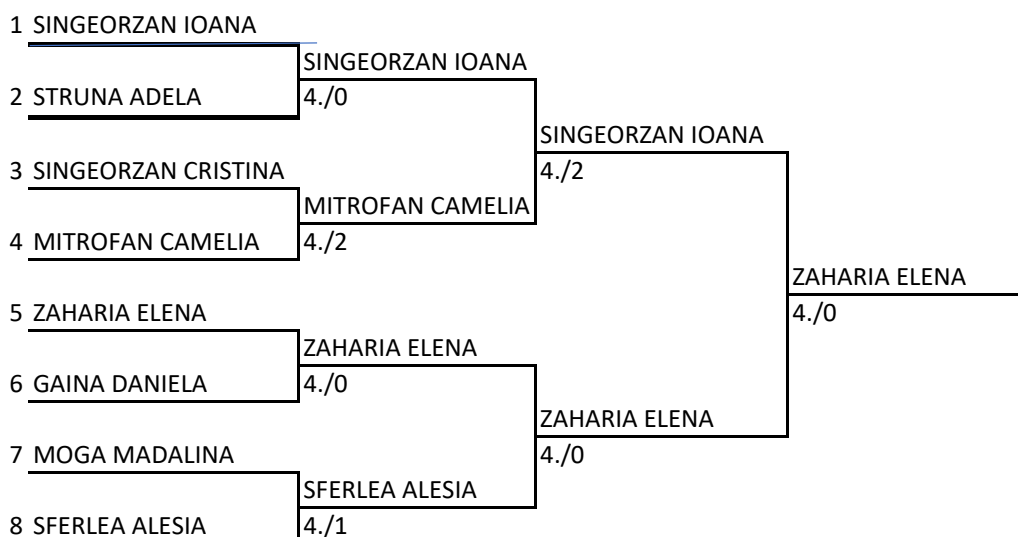 1 SINGEORZAN IOANA
SINGEORZAN IOANA
2 STRUNA ADELA
4./0
SINGEORZAN IOANA
3 SINGEORZAN CRISTINA
4./2
MITROFAN CAMELIA
4 MITROFAN CAMELIA
4./2
ZAHARIA ELENA
5 ZAHARIA ELENA
4./0
ZAHARIA ELENA
6 GAINA DANIELA
4./0
ZAHARIA ELENA
7 MOGA MADALINA
4./0
SFERLEA ALESIA
8 SFERLEA ALESIA
4./1